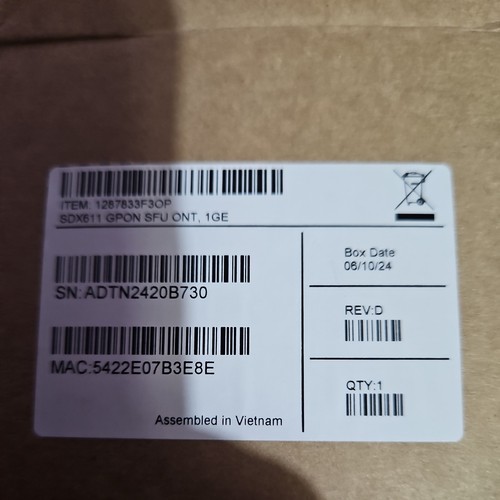 ITEM: 1287833F3OP
SDX611 GPON SFU ONT, 1GE
SN:ADTN2420B730
MAC:5422E07B3E8E
Assembled in Vietnam
Box Date
06/10/24
REV:D
QTY:1